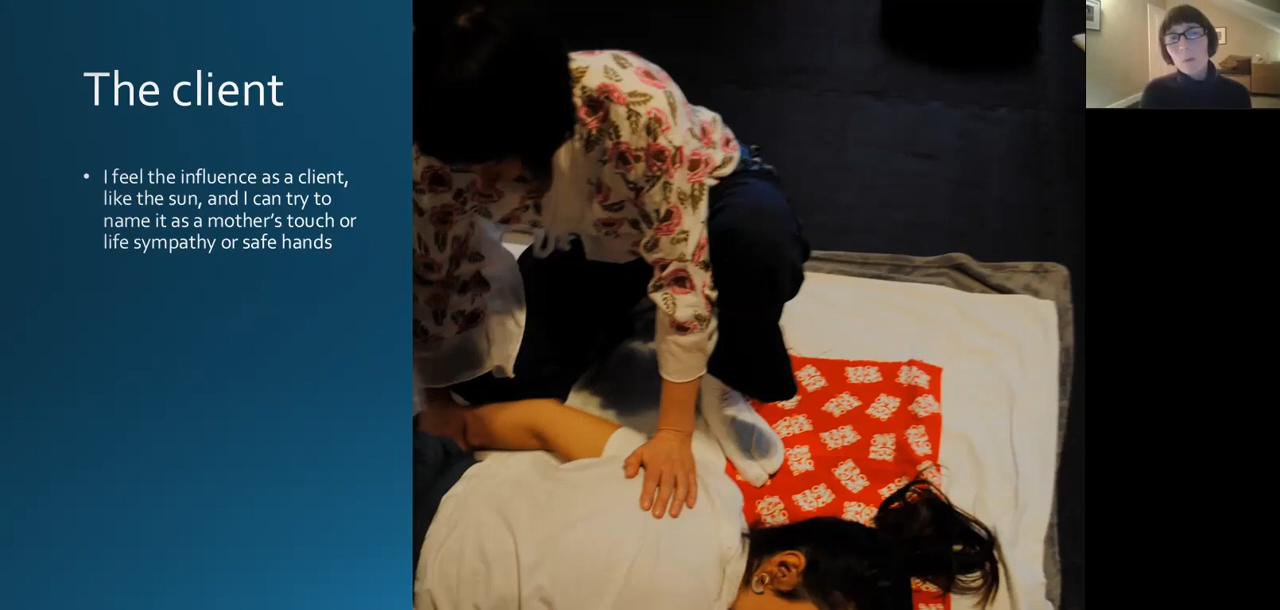 The client
• I feel the influence as a client,
like the sun, and I can try to
name it as a mother’s touch or
life sympathy or safe hands